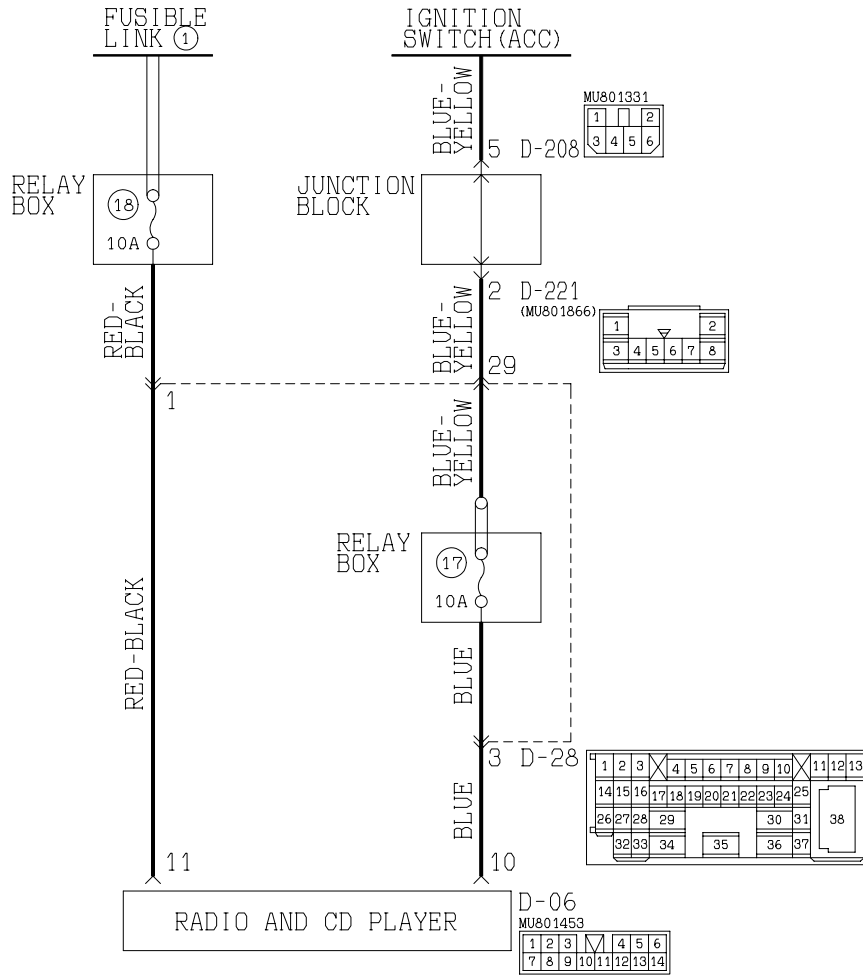 FUSIBLE
LINK ①
IGNITION
SWITCH (ACC)
BLUE-
YELLOW
MU801331
1 2
3 4 5 6
5 D-208
RELAY
BOX
18
10A
JUNCTION
BLOCK
2 D-221
(MU801866)
1 2
3 4 5 6 7 8
RED-
BLACK
BLUE-
YELLOW
29
1
BLUE-
YELLOW
RELAY
BOX
17
10A
RED-BLACK
BLUE
3 D-28
1 2 3 4 5 6 7 8 9 10 11 12 13
14 15 16 17 18 19 20 21 22 23 24 25
26 27 28 29 30 31 38
32 33 34 35 36 37
BLUE
11
10
RADIO AND CD PLAYER
D-06
MU801453
1 2 3 4 5 6
7 8 9 10 11 12 13 14